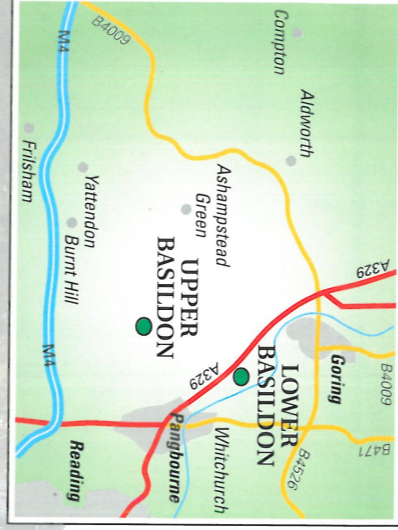 A329
B4009
B471
Goring
B4526
Aldworth
LOWER
BASILDON
Compton
Ashampstead
Green
Whitchurch
A329
UPPER
BASILDON
Pangbourne
B4009
Yattendon
Burnt Hill
Reading
M4
M4
Frilsham